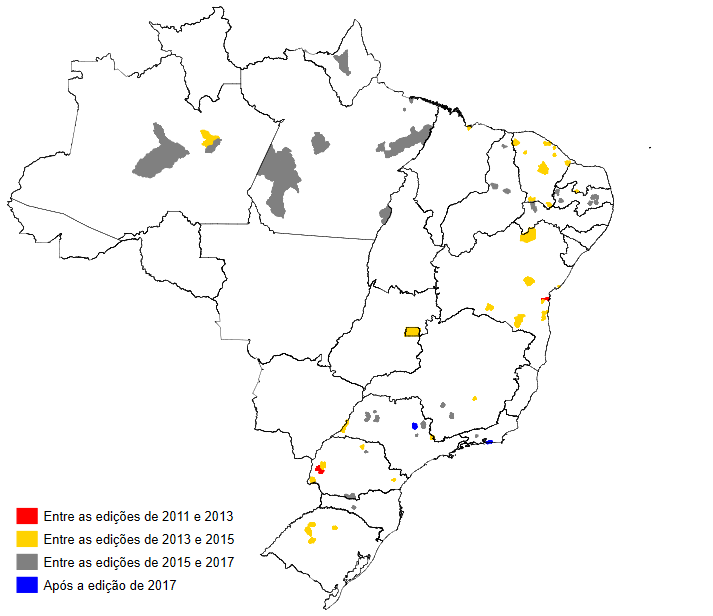 Entre as edições de 2011 e 2013
Entre as edições de 2013 e 2015
Entre as edições de 2015 e 2017
Após a edição de 2017